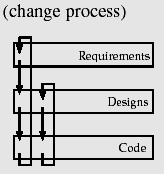 (change process)
Requirements
Designs
Code